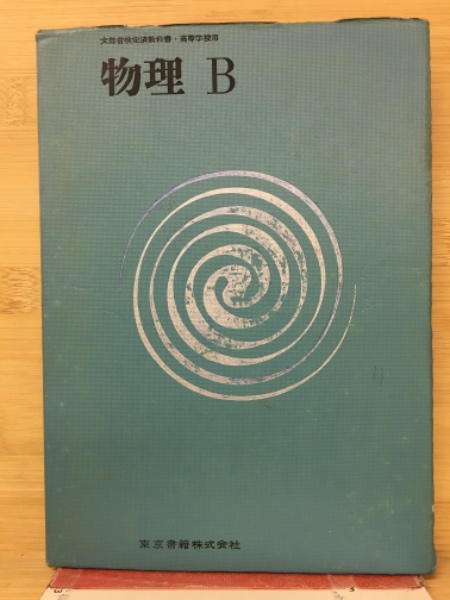 文部省検定済教科書・高等学校用
物理 B
東京書籍株式会社